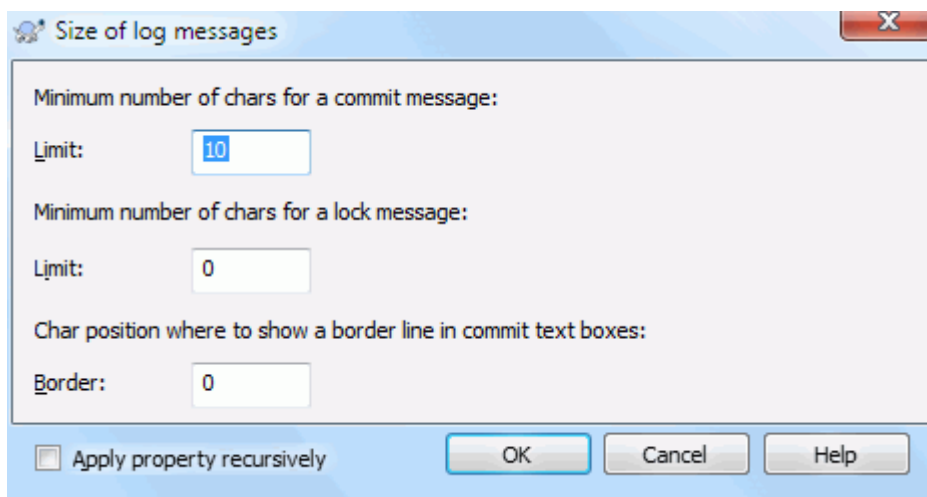 Size of log messages
Minimum number of chars for a commit message:
Limit: 10
Minimum number of chars for a lock message:
Limit: 0
Char position where to show a border line in commit text boxes:
Border: 0
Apply property recursively OK Cancel Help